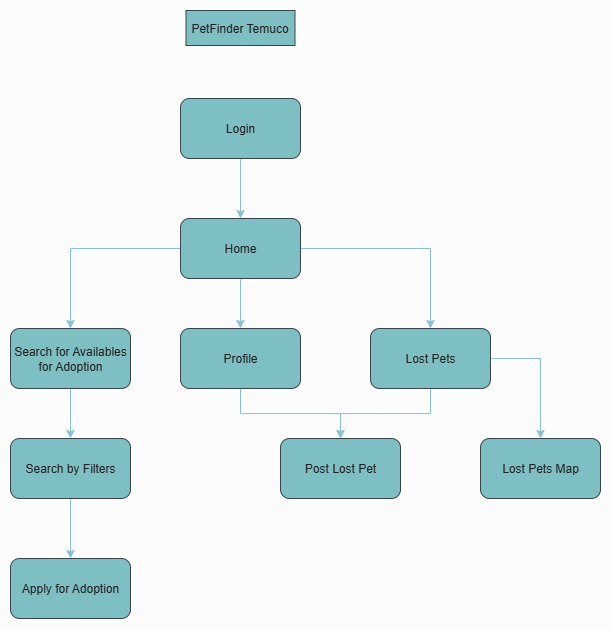 PetFinder Temuco
Login
Home
Search for Availables
for Adoption
Profile
Lost Pets
Search by Filters
Post Lost Pet
Lost Pets Map
Apply for Adoption